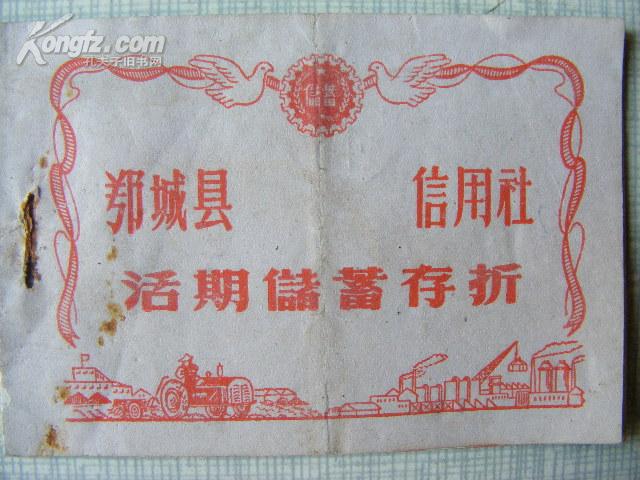 Kongfz.com
孔夫子旧书网
郓城县 信用社
活期儲蓄存折